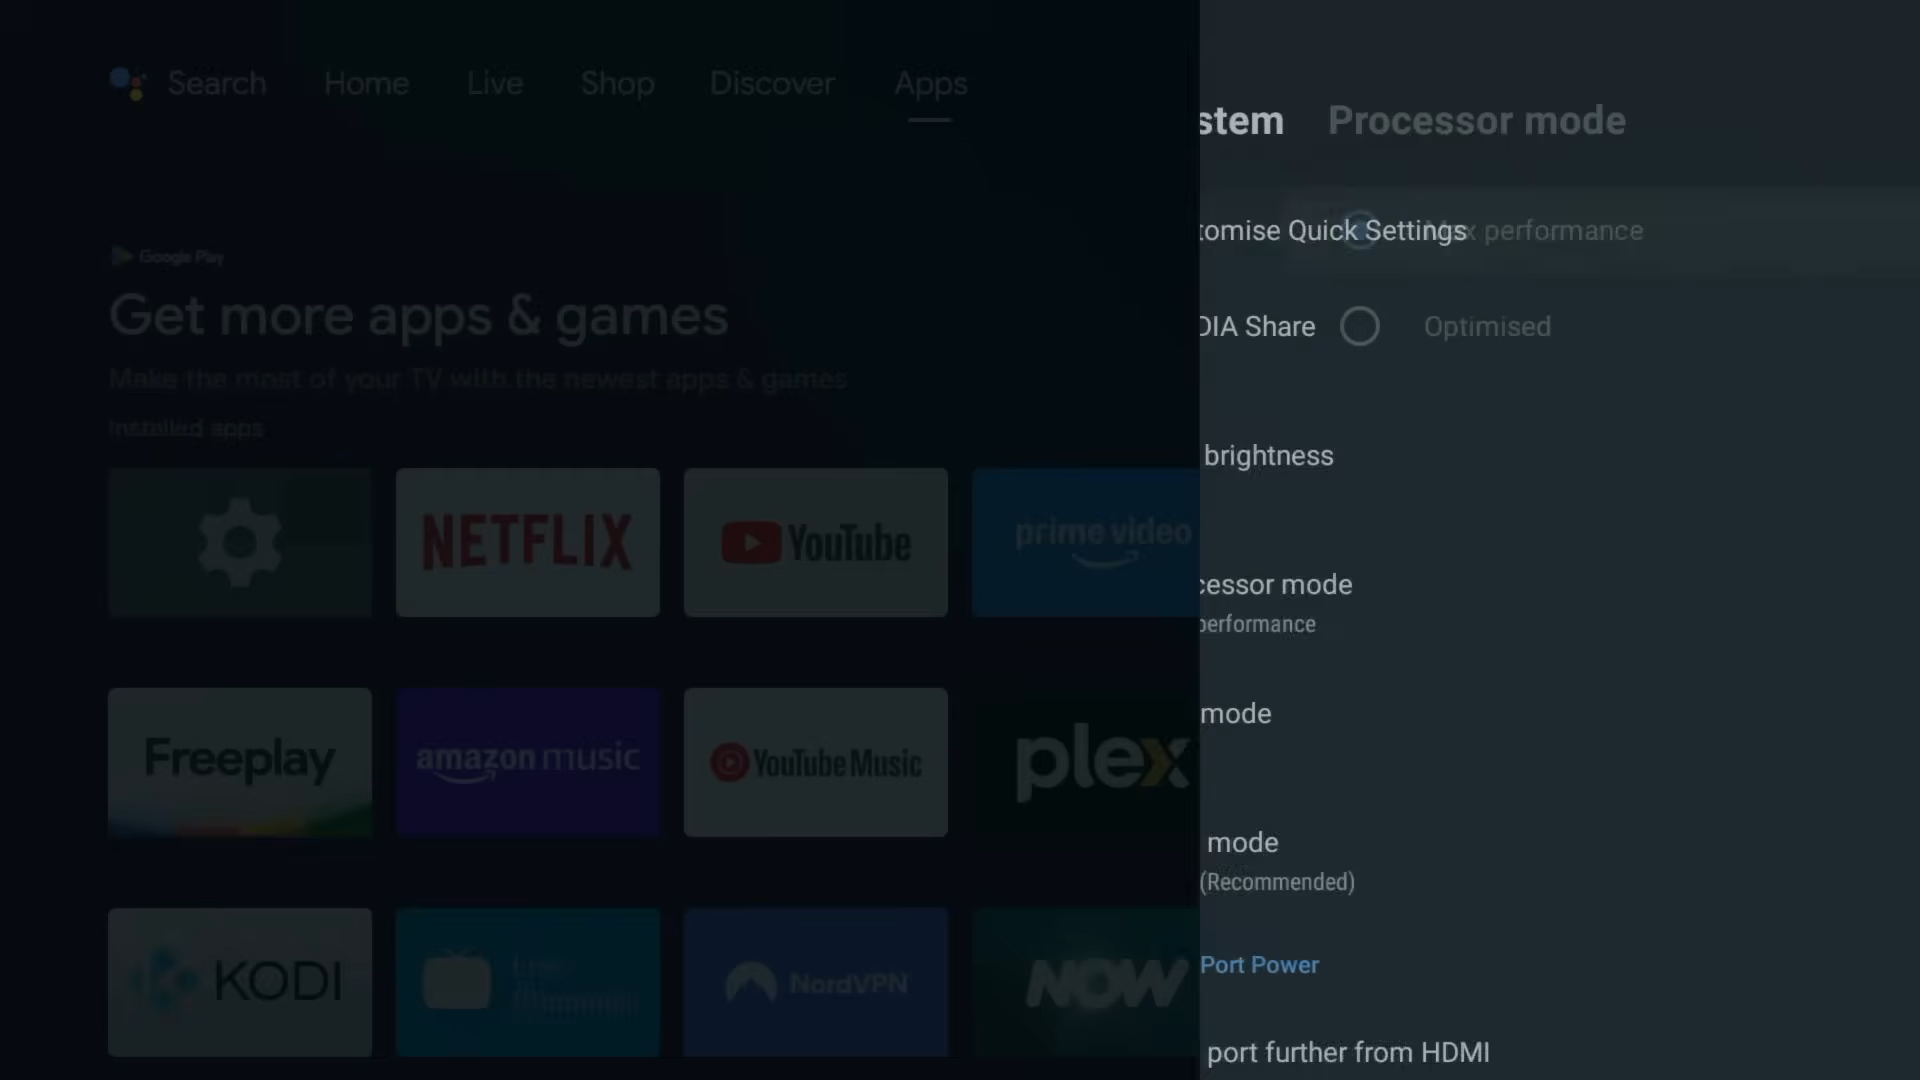 Search Home Live Shop Discover Apps
Google Play
Get more apps & games
Make the most of your TV with the newest apps & games
Installed apps
NETFLIX
YouTube
prime video
Freeplay
amazon music
YouTube Music
plex
KODI
NordVPN
NOW
stem Processor mode
tomise Quick Settings
performance
DIA Share
Optimised
brightness
cessor mode
performance
mode
mode
(Recommended)
Port Power
port further from HDMI